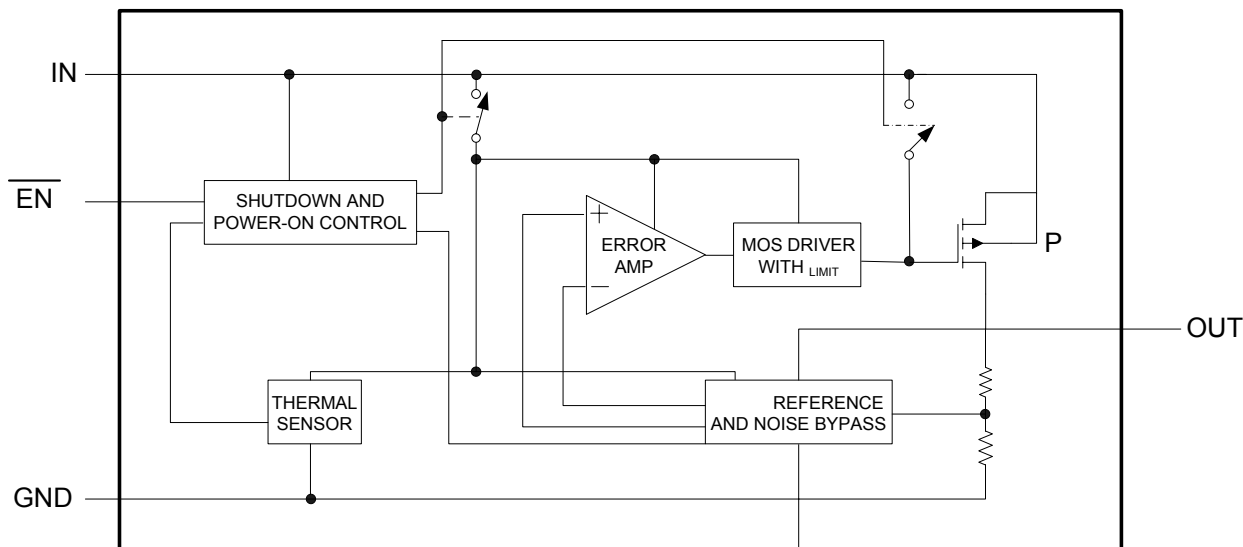 IN
EN
SHUTDOWN AND
POWER-ON CONTROL
+
ERROR
AMP
−
MOS DRIVER
WITH LIMIT
P
OUT
THERMAL
SENSOR
REFERENCE
AND NOISE BYPASS
GND